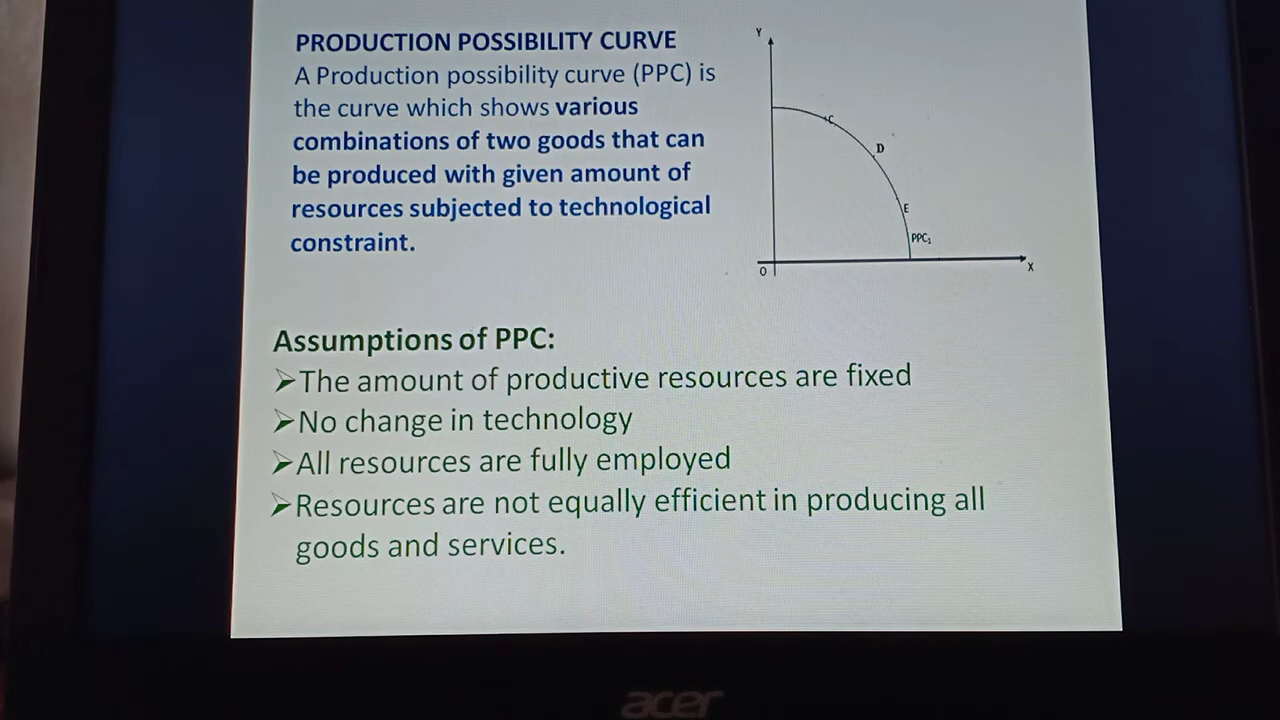 PRODUCTION POSSIBILITY CURVE
A Production possibility curve (PPC) is
the curve which shows various
combinations of two goods that can
be produced with given amount of
resources subjected to technological
constraint.
Y
C
D
E
PPC₁
O
X
Assumptions of PPC:
➢The amount of productive resources are fixed
➢No change in technology
➢All resources are fully employed
➢Resources are not equally efficient in producing all
goods and services.
acer